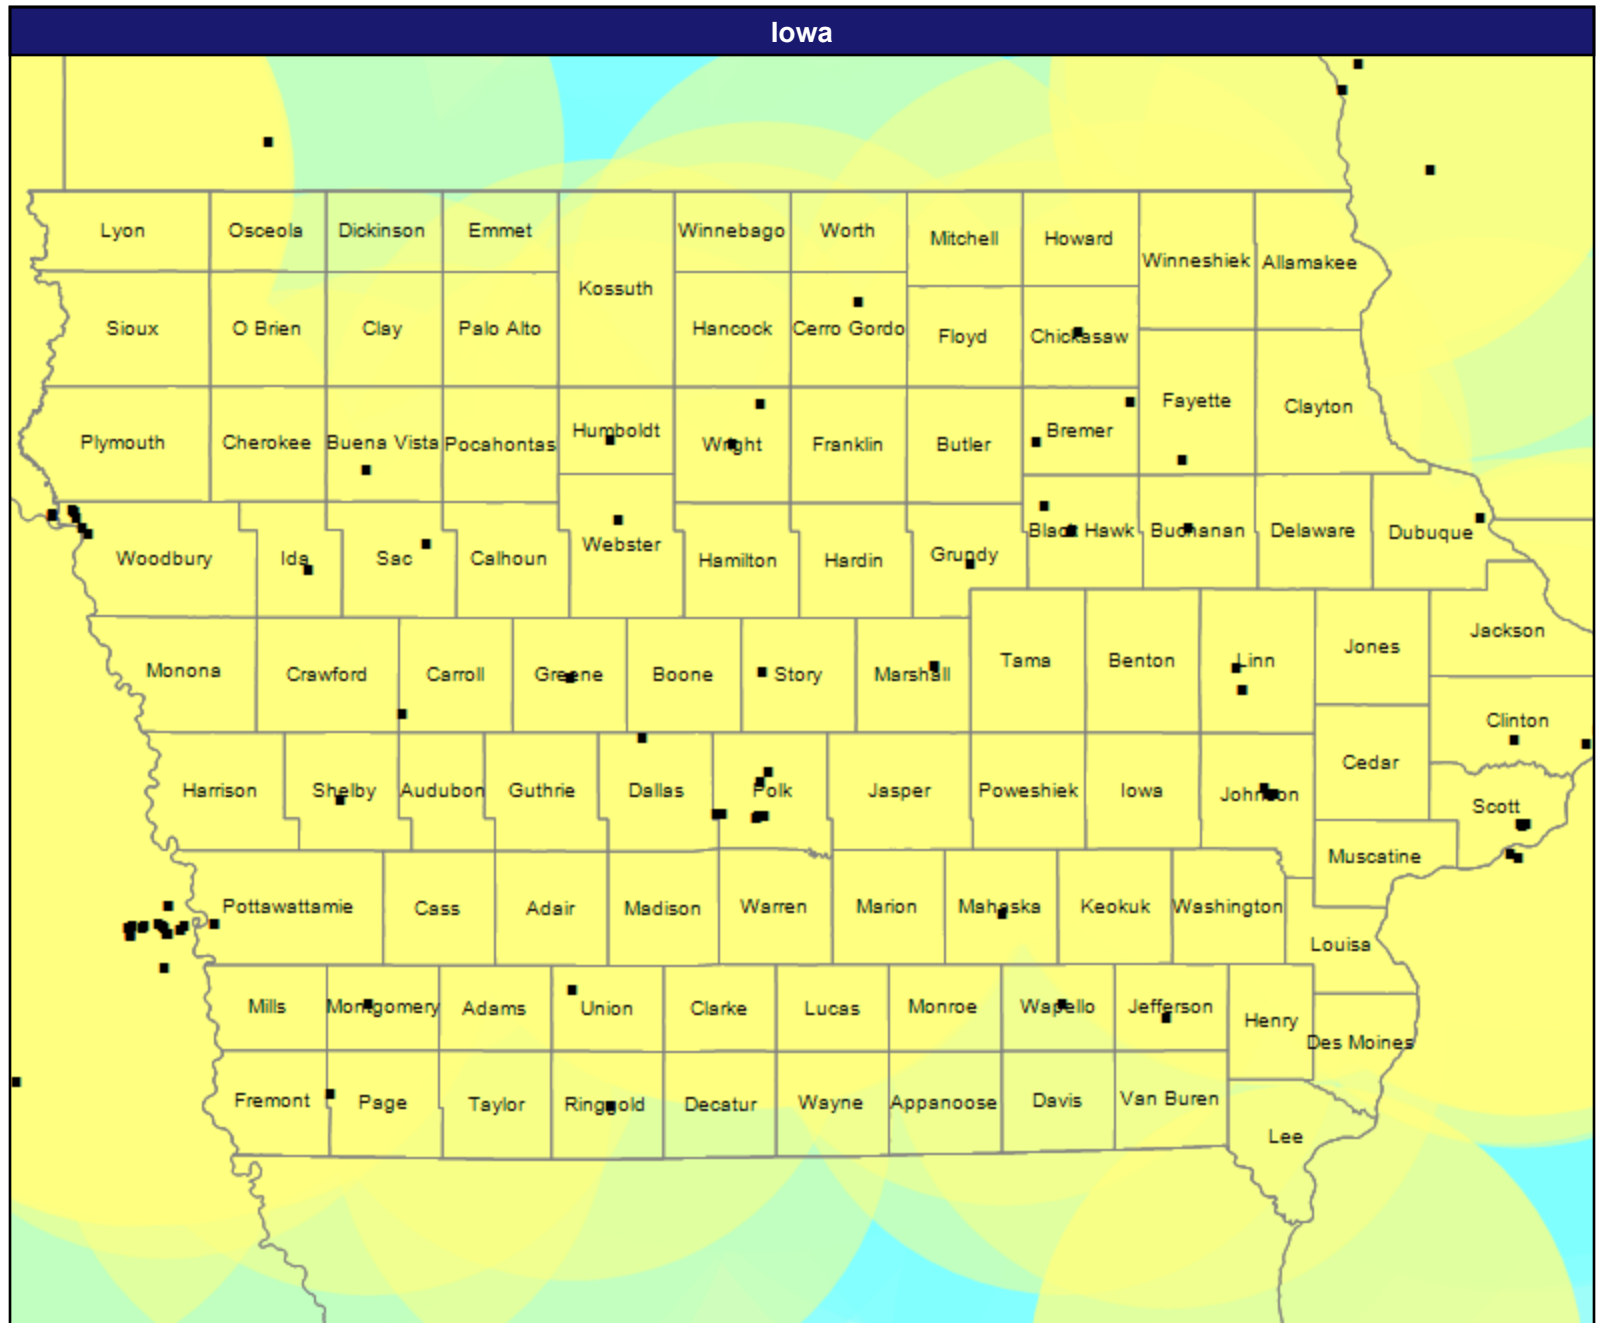 Iowa
Lyon
Osceola
Dickinson
Emmet
Winnebago
Worth
Mitchell
Howard
Winneshiek
Allamakee
Kossuth
Sioux
O Brien
Clay
Palo Alto
Hancock
Cerro Gordo
Floyd
Chickasaw
Fayette
Clayton
Plymouth
Cherokee
Buena Vista
Pocahontas
Humboldt
Wright
Franklin
Butler
Bremer
Woodbury
Ida
Sac
Calhoun
Webster
Hamilton
Hardin
Grundy
Black Hawk
Buchanan
Delaware
Dubuque
Monona
Crawford
Carroll
Greene
Boone
Story
Marshall
Tama
Benton
Linn
Jones
Jackson
Clinton
Harrison
Shelby
Audubon
Guthrie
Dallas
Polk
Jasper
Poweshiek
Iowa
Johnson
Cedar
Scott
Muscatine
Pottawattamie
Cass
Adair
Madison
Warren
Marion
Mahaska
Keokuk
Washington
Louisa
Mills
Montgomery
Adams
Union
Clarke
Lucas
Monroe
Wapello
Jefferson
Henry
Des Moines
Fremont
Page
Taylor
Ringgold
Decatur
Wayne
Appanoose
Davis
Van Buren
Lee